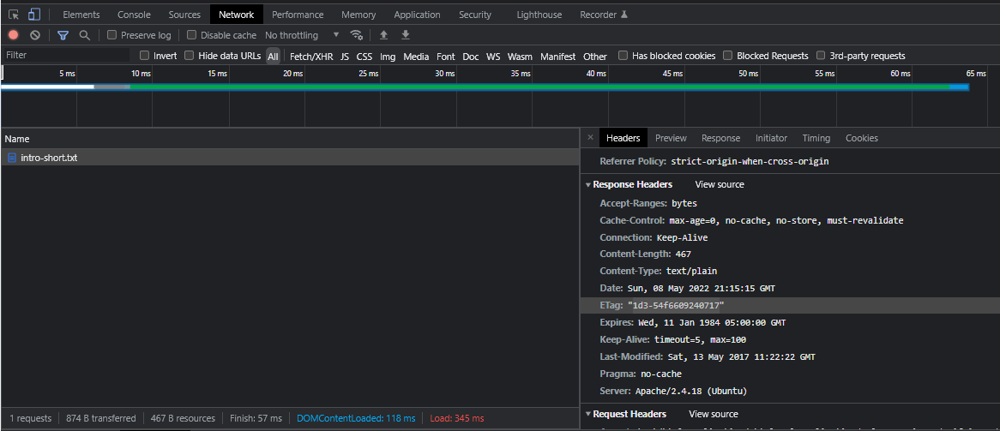 Elements Console Sources Network Performance Memory Application Security Lighthouse Recorder
Preserve log Disable cache No throttling
Filter Invert Hide data URLs All Fetch/XHR JS CSS Img Media Font Doc WS Wasm Manifest Other Has blocked cookies Blocked Requests 3rd-party requests
5 ms 10 ms 15 ms 20 ms 25 ms 30 ms 35 ms 40 ms 45 ms 50 ms 55 ms 60 ms 65 ms
Name
intro-short.txt
× Headers Preview Response Initiator Timing Cookies
Referrer Policy: strict-origin-when-cross-origin
Response Headers View source
Accept-Ranges: bytes
Cache-Control: max-age=0, no-cache, no-store, must-revalidate
Connection: Keep-Alive
Content-Length: 467
Content-Type: text/plain
Date: Sun, 08 May 2022 21:15:15 GMT
ETag: "1d3-54f6609240717"
Expires: Wed, 11 Jan 1984 05:00:00 GMT
Keep-Alive: timeout=5, max=100
Last-Modified: Sat, 13 May 2017 11:22:22 GMT
Pragma: no-cache
Server: Apache/2.4.18 (Ubuntu)
Request Headers View source
1 requests 874 B transferred 467 B resources Finish: 57 ms DOMContentLoaded: 118 ms Load: 345 ms